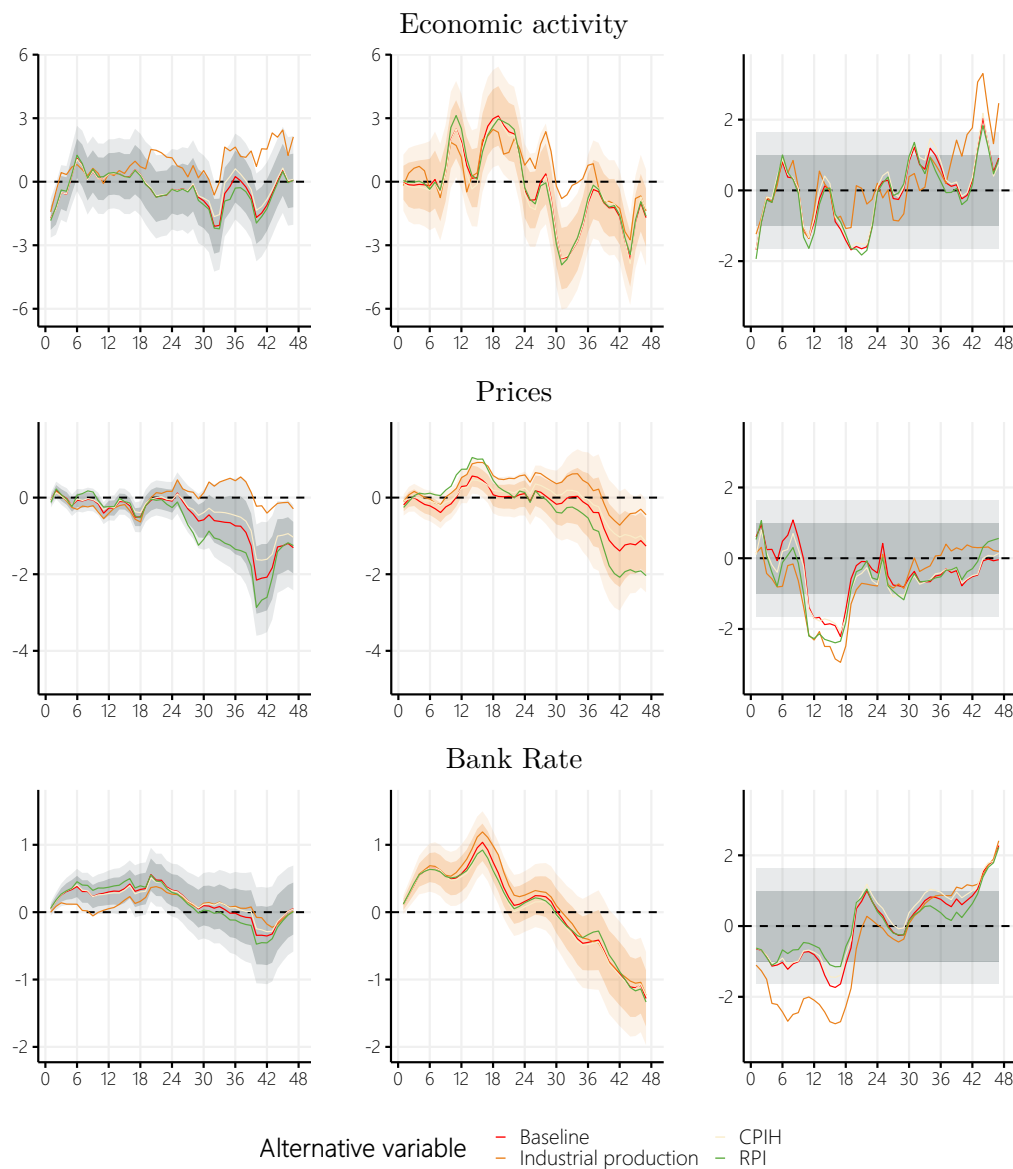 Economic activity
6
3
0
-3
-6
0 6 12 18 24 30 36 42 48
6
3
0
-3
-6
0 6 12 18 24 30 36 42 48
2
0
-2
0 6 12 18 24 30 36 42 48
Prices
0
-2
-4
0 6 12 18 24 30 36 42 48
0
-2
-4
0 6 12 18 24 30 36 42 48
2
0
-2
0 6 12 18 24 30 36 42 48
Bank Rate
1
0
-1
-2
0 6 12 18 24 30 36 42 48
1
0
-1
-2
0 6 12 18 24 30 36 42 48
2
0
-2
0 6 12 18 24 30 36 42 48
Alternative variable
Baseline
Industrial production
CPIH
RPI